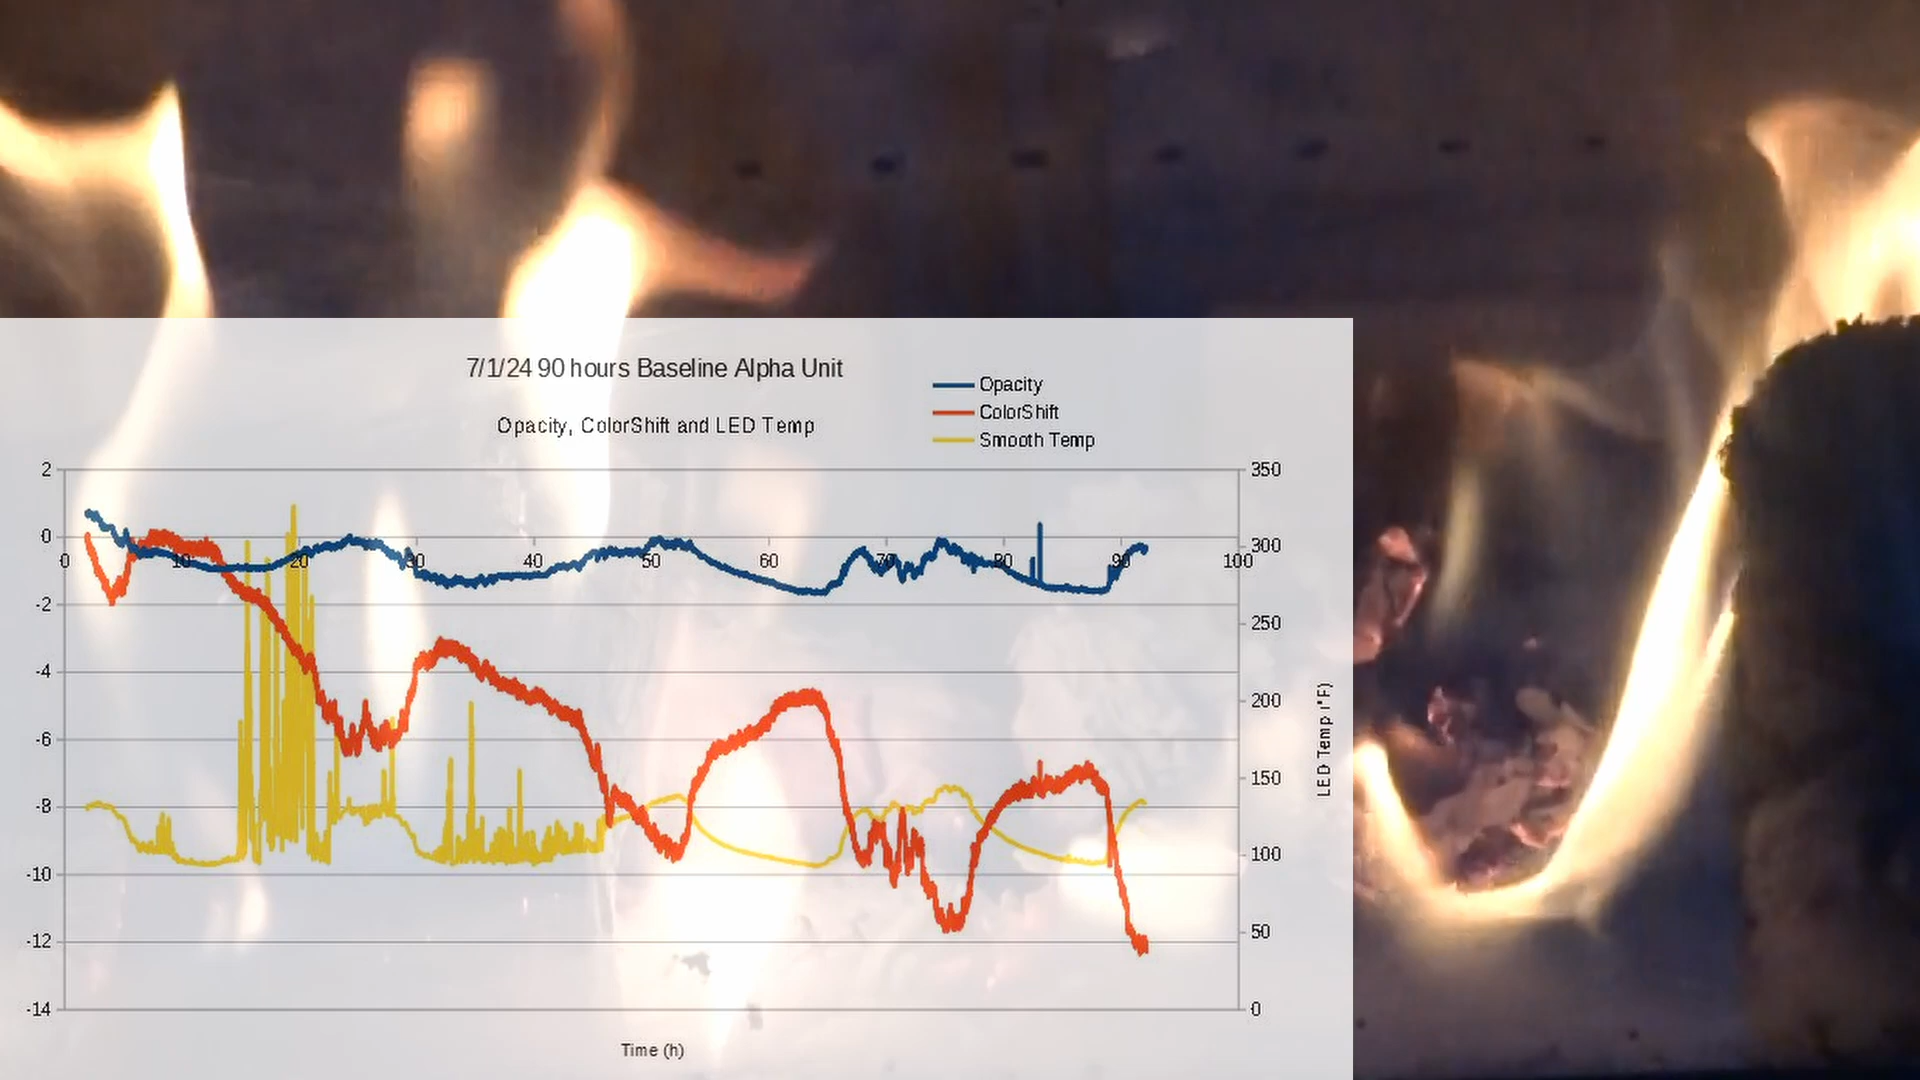 7/1/24 90 hours Baseline Alpha Unit
Opacity, ColorShift and LED Temp
Opacity
ColorShift
Smooth Temp
2
0
-2
-4
-6
-8
-10
-12
-14
0 10 20 30 40 50 60 70 80 90 100
350
300
250
200
150
100
50
0
LED Temp (°F)
Time (h)